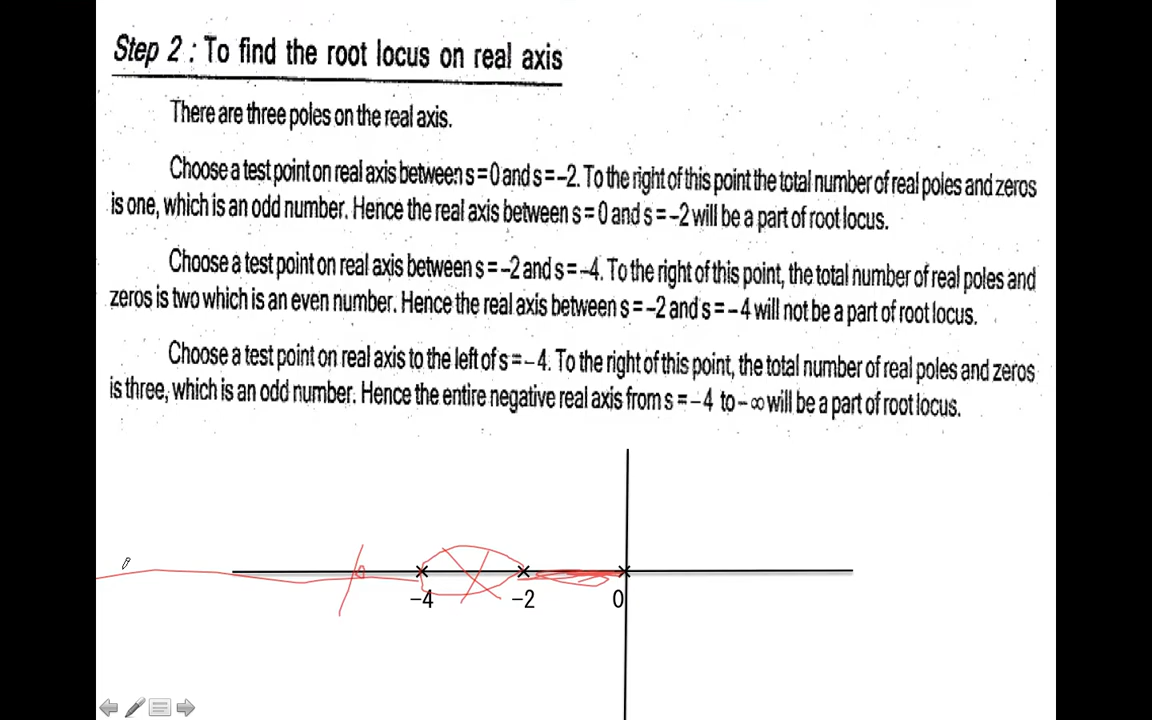 Step 2 : To find the root locus on real axis
There are three poles on the real axis.
Choose a test point on real axis between s = 0 and s = –2. To the right of this point the total number of real poles and zeros
is one, which is an odd number. Hence the real axis between s = 0 and s = –2 will be a part of root locus.
Choose a test point on real axis between s = –2 and s = –4. To the right of this point, the total number of real poles and
zeros is two which is an even number. Hence the real axis between s = –2 and s = –4 will not be a part of root locus.
Choose a test point on real axis to the left of s = –4. To the right of this point, the total number of real poles and zeros
is three, which is an odd number. Hence the entire negative real axis from s = –4 to –∞ will be a part of root locus.
–4 –2 0